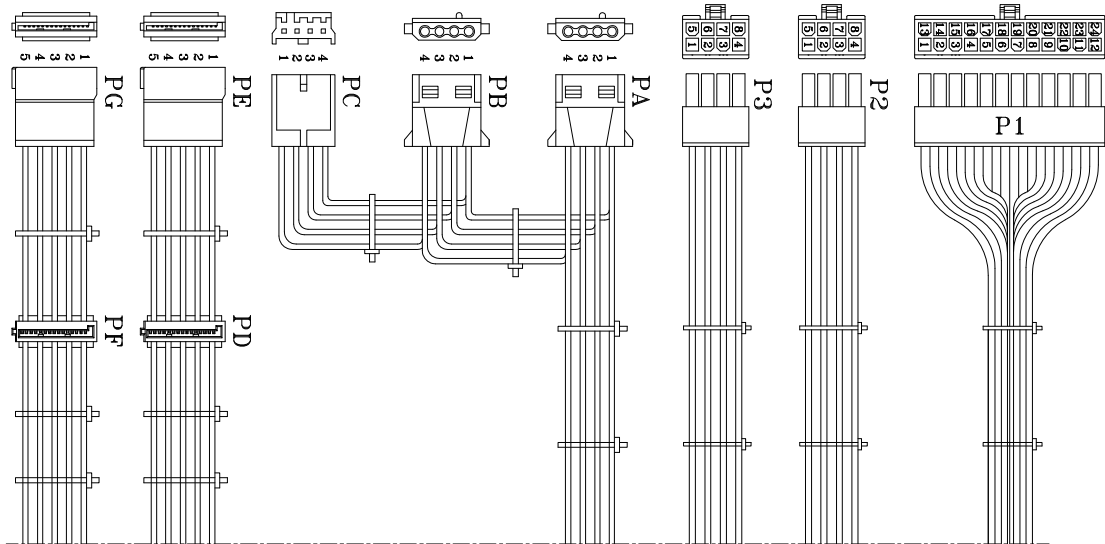 5 6 7 8
1 2 3 4
5 6 7 8
1 2 3 4
13 14 15 16 17 18 19 20 21 22 23 24
1 2 3 4 5 6 7 8 9 10 11 12
5 4 3 2 1
5 4 3 2 1
1 2 3 4
4 3 2 1
4 3 2 1
PG
PE
PC
PB
PA
P3
P2
P1
PF
PD